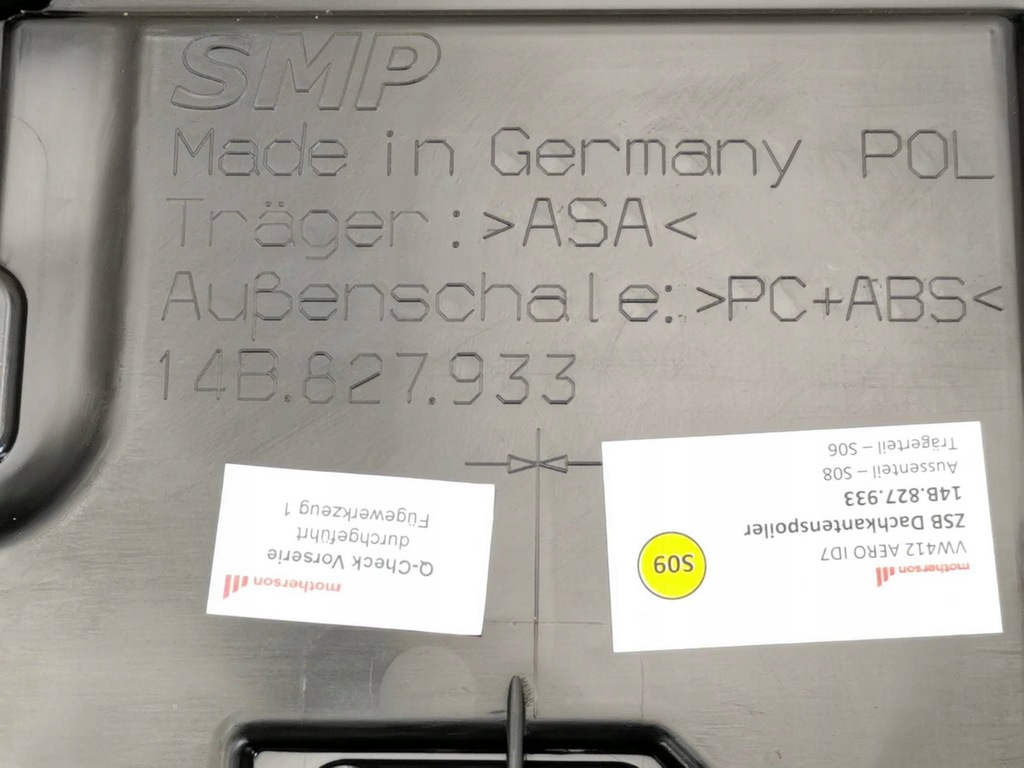 SMP
Made in Germany POL
Träger: >ASA<
Außenschale: >PC+ABS<
14B.827.933
motherson
Q-Check Vorserie
durchgeführt
Fügewerkzeug 1
motherson
VW412 AERO ID7
ZSB Dachkantenspoiler
14B.827.933
Aussenteil – S08
Trägerteil – S06
S09